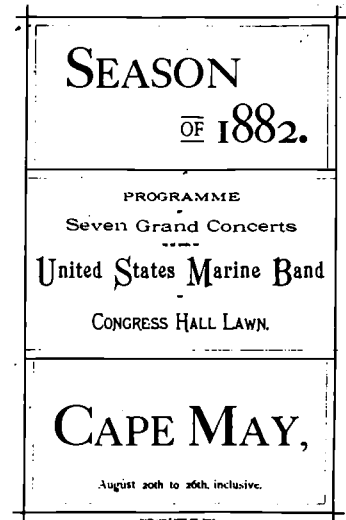 SEASON
OF 1882.
PROGRAMME
Seven Grand Concerts
United States Marine Band
CONGRESS HALL LAWN.
CAPE MAY,
August 20th to 26th, inclusive.